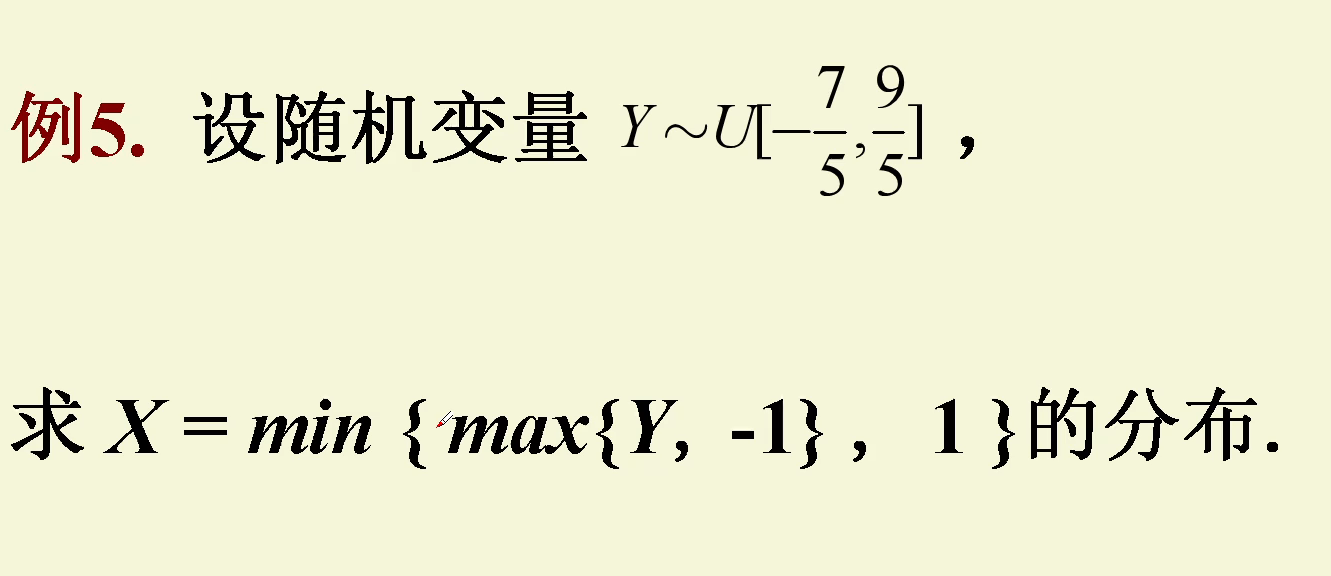 例5. 设随机变量 Y～U[-7/5, 9/5]，
求 X = min { max{Y, -1}, 1 }的分布.